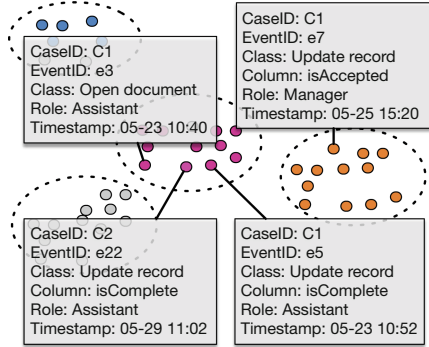 CaseID: C1
EventID: e3
Class: Open document
Role: Assistant
Timestamp: 05-23 10:40
CaseID: C1
EventID: e7
Class: Update record
Column: isAccepted
Role: Manager
Timestamp: 05-25 15:20
CaseID: C2
EventID: e22
Class: Update record
Column: isComplete
Role: Assistant
Timestamp: 05-29 11:02
CaseID: C1
EventID: e5
Class: Update record
Column: isComplete
Role: Assistant
Timestamp: 05-23 10:52